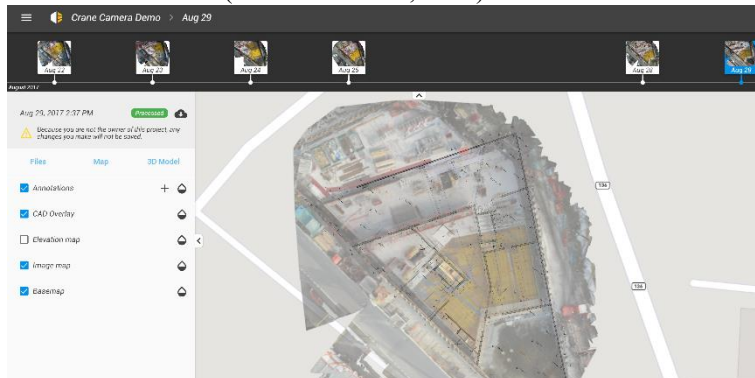 Crane Camera Demo > Aug 29
Aug 22
Aug 23
Aug 24
Aug 25
Aug 28
Aug 29
August 2017
Aug 29, 2017 2:37 PM
Processed
Because you are not the owner of this project, any
changes you make will not be saved.
Files Map 3D Model
Annotations
CAD Overlay
Elevation map
Image map
Basemap
136
136